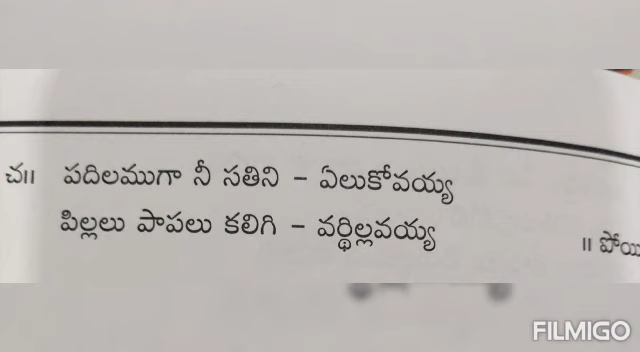 చ॥ పదిలముగా నీ సతిని – ఏలుకోవయ్య
పిల్లలు పాపలు కలిగి – వర్థిల్లవయ్య
॥ పోయి
FILMIGO